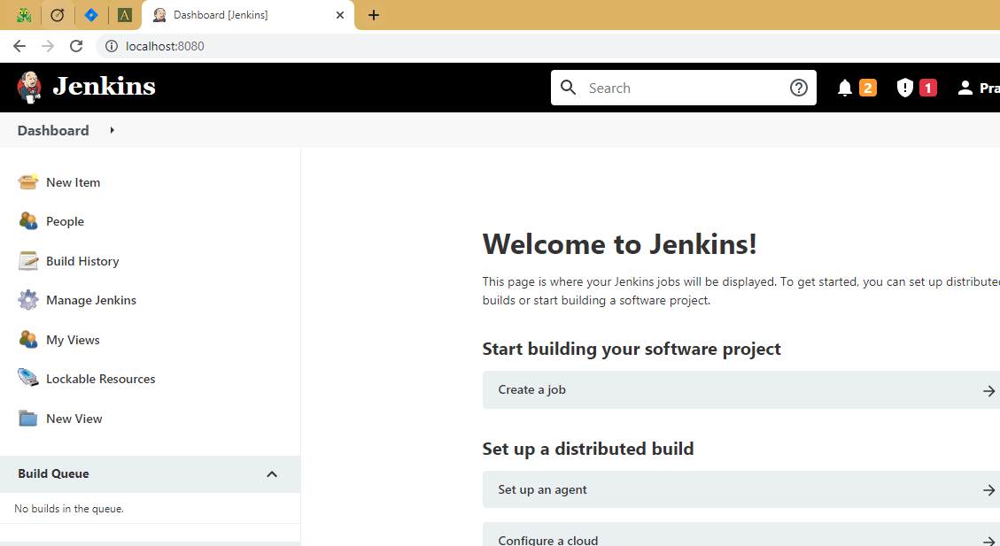 Dashboard [Jenkins]
localhost:8080
Jenkins
Search
2
1
Pra
Dashboard
New Item
People
Build History
Manage Jenkins
My Views
Lockable Resources
New View
Build Queue
No builds in the queue.
Welcome to Jenkins!
This page is where your Jenkins jobs will be displayed. To get started, you can set up distributed
builds or start building a software project.
Start building your software project
Create a job
Set up a distributed build
Set up an agent
Configure a cloud